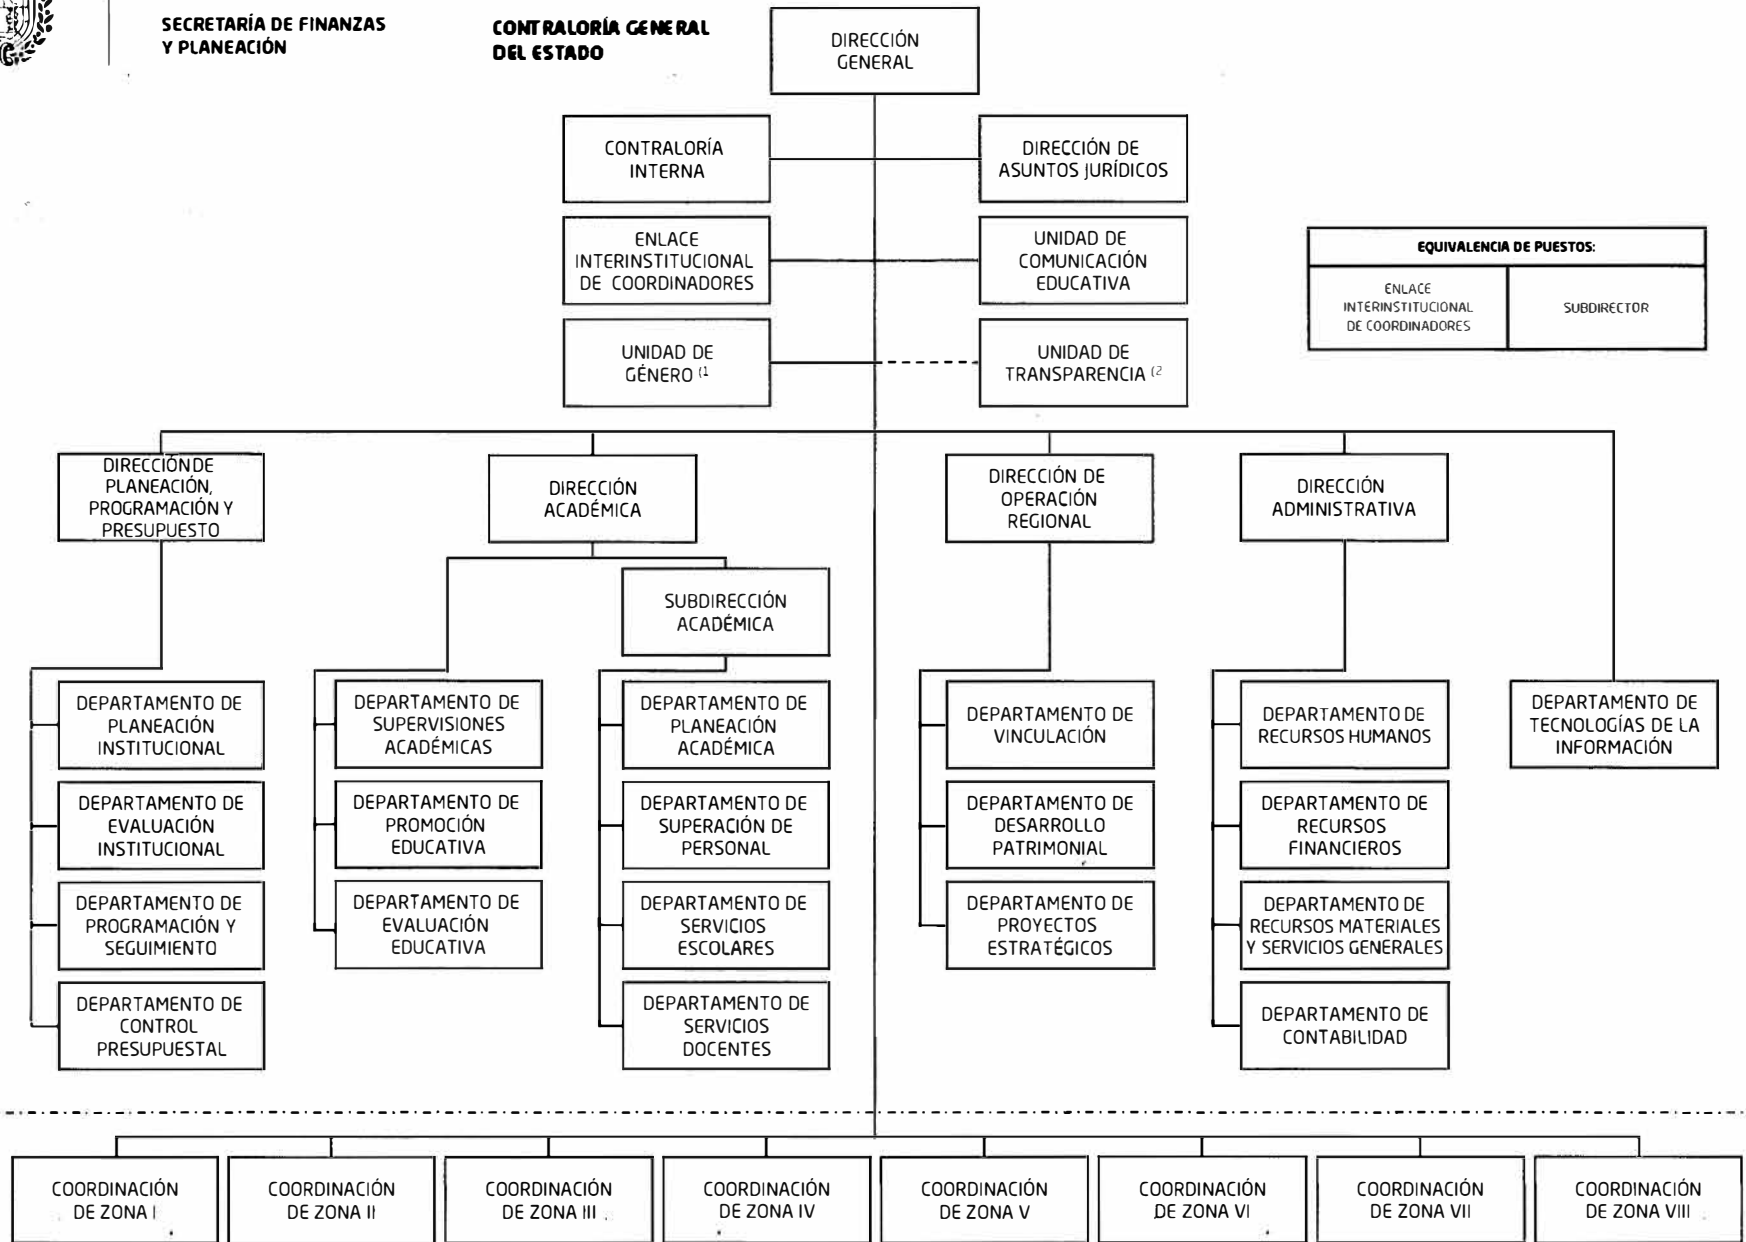 SECRETARÍA DE FINANZAS
Y PLANEACIÓN
CONTRALORÍA GENERAL
DEL ESTADO
DIRECCIÓN
GENERAL
CONTRALORÍA
INTERNA
DIRECCIÓN DE
ASUNTOS JURÍDICOS
ENLACE
INTERINSTITUCIONAL
DE COORDINADORES
UNIDAD DE
COMUNICACIÓN
EDUCATIVA
UNIDAD DE
GÉNERO (1
UNIDAD DE
TRANSPARENCIA (2
EQUIVALENCIA DE PUESTOS:
ENLACE
INTERINSTITUCIONAL
DE COORDINADORES
SUBDIRECTOR
DIRECCIÓN DE
PLANEACIÓN,
PROGRAMACIÓN Y
PRESUPUESTO
DIRECCIÓN
ACADÉMICA
DIRECCIÓN DE
OPERACIÓN
REGIONAL
DIRECCIÓN
ADMINISTRATIVA
SUBDIRECCIÓN
ACADÉMICA
DEPARTAMENTO DE
PLANEACIÓN
INSTITUCIONAL
DEPARTAMENTO DE
SUPERVISIONES
ACADÉMICAS
DEPARTAMENTO DE
PLANEACIÓN
ACADÉMICA
DEPARTAMENTO DE
VINCULACIÓN
DEPARTAMENTO DE
RECURSOS HUMANOS
DEPARTAMENTO DE
TECNOLOGÍAS DE LA
INFORMACIÓN
DEPARTAMENTO DE
EVALUACIÓN
INSTITUCIONAL
DEPARTAMENTO DE
PROMOCIÓN
EDUCATIVA
DEPARTAMENTO DE
SUPERACIÓN DE
PERSONAL
DEPARTAMENTO DE
DESARROLLO
PATRIMONIAL
DEPARTAMENTO DE
RECURSOS
FINANCIEROS
DEPARTAMENTO DE
PROGRAMACIÓN Y
SEGUIMIENTO
DEPARTAMENTO DE
EVALUACIÓN
EDUCATIVA
DEPARTAMENTO DE
SERVICIOS
ESCOLARES
DEPARTAMENTO DE
PROYECTOS
ESTRATÉGICOS
DEPARTAMENTO DE
RECURSOS MATERIALES
Y SERVICIOS GENERALES
DEPARTAMENTO DE
CONTROL
PRESUPUESTAL
DEPARTAMENTO DE
SERVICIOS
DOCENTES
DEPARTAMENTO DE
CONTABILIDAD
COORDINACIÓN
DE ZONA I
COORDINACIÓN
DE ZONA II
COORDINACIÓN
DE ZONA III
COORDINACIÓN
DE ZONA IV
COORDINACIÓN
DE ZONA V
COORDINACIÓN
DE ZONA VI
COORDINACIÓN
DE ZONA VII
COORDINACIÓN
DE ZONA VIII